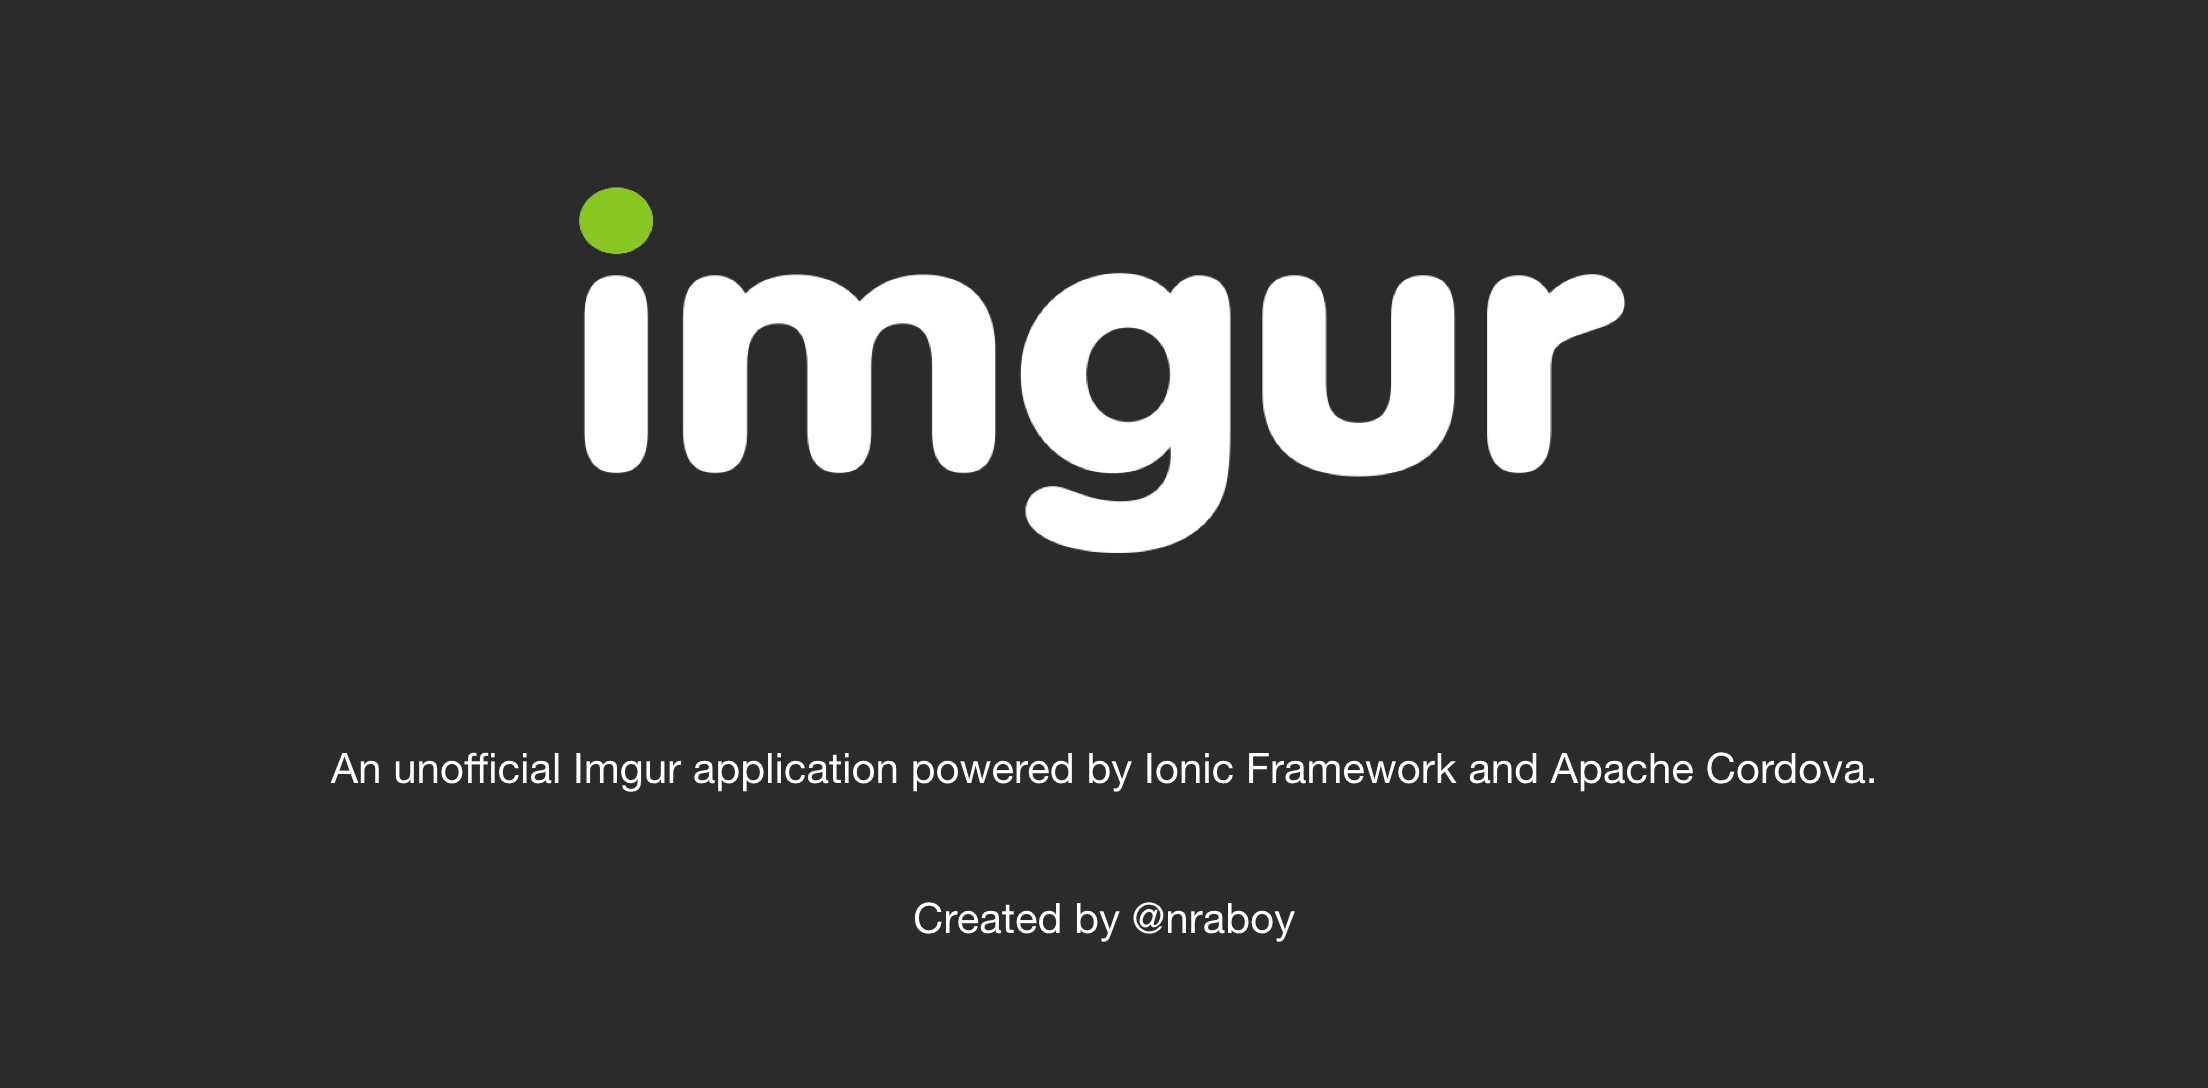 imgur
An unofficial Imgur application powered by Ionic Framework and Apache Cordova.
Created by @nraboy